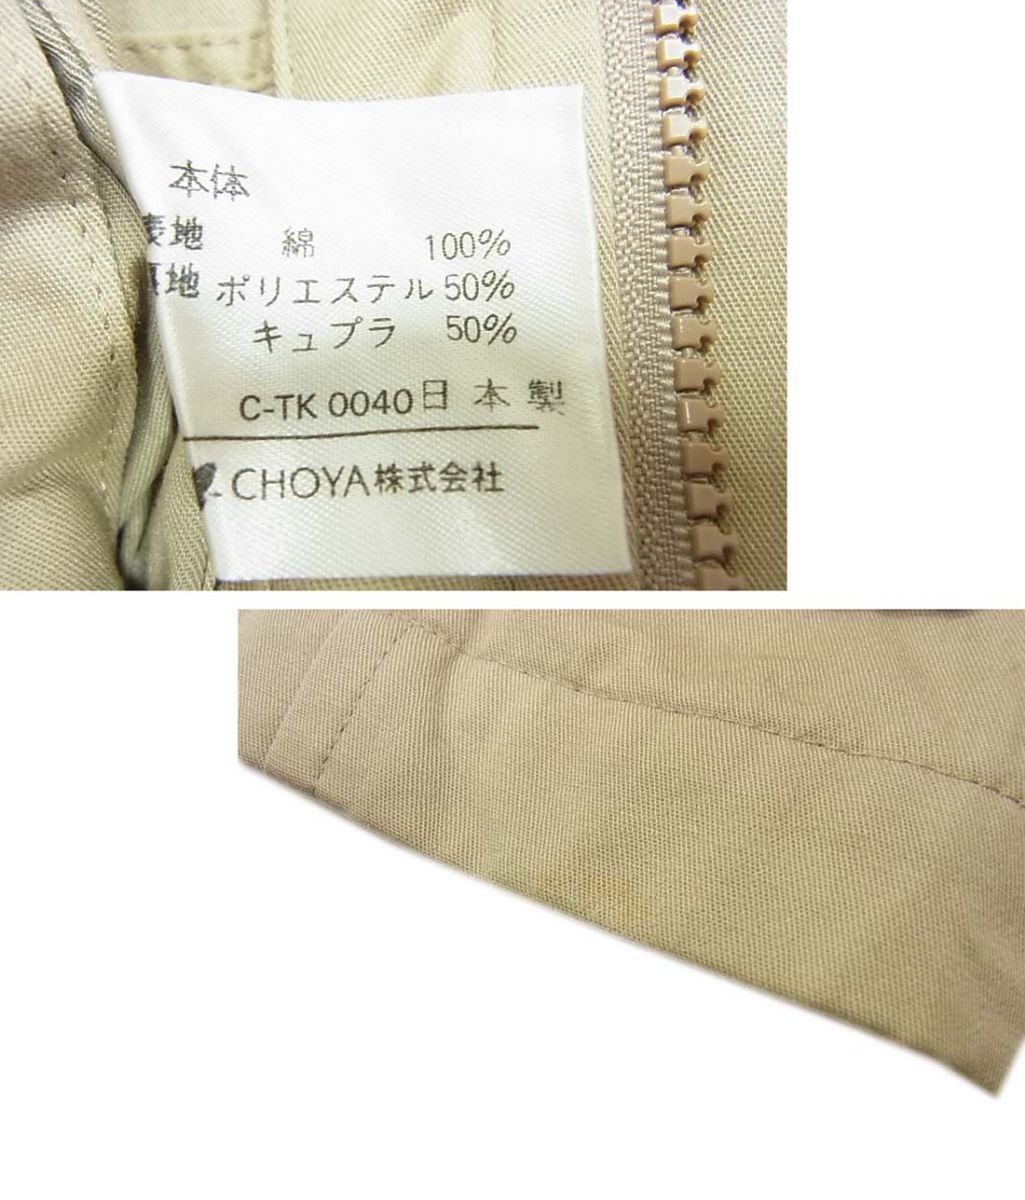 本体
表地 綿 100%
裏地 ポリエステル 50%
キュプラ 50%
C-TK 0040 日本製
CHOYA株式会社